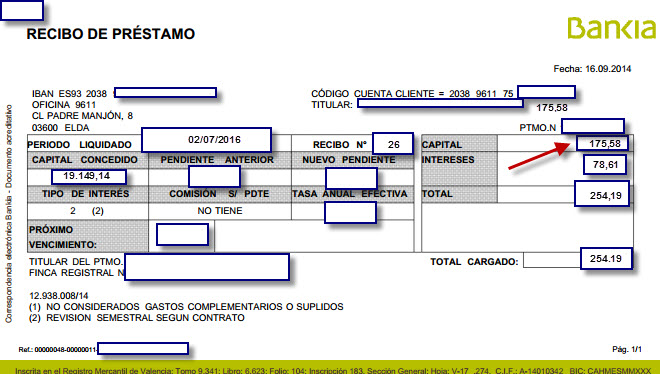 RECIBO DE PRÉSTAMO
Bankia
Fecha: 16.09.2014
IBAN ES93 2038
OFICINA 9611
CL PADRE MANJÓN, 8
03600 ELDA
CÓDIGO CUENTA CLIENTE = 2038 9611 75
TITULAR:
175,58
PTMO.N
PERIODO LIQUIDADO 02/07/2016 RECIBO Nº 26
CAPITAL 175,58
CAPITAL CONCEDIDO PENDIENTE ANTERIOR NUEVO PENDIENTE
INTERESES 78,61
19.149,14
TIPO DE INTERÉS COMISIÓN S/ PDTE TASA ANUAL EFECTIVA
TOTAL 254,19
2 (2) NO TIENE
PRÓXIMO
VENCIMIENTO:
TITULAR DEL PTMO.
TOTAL CARGADO: 254.19
FINCA REGISTRAL N
12.938.008/14
(1) NO CONSIDERADOS GASTOS COMPLEMENTARIOS O SUPLIDOS
(2) REVISION SEMESTRAL SEGUN CONTRATO
Correspondencia electrónica Bankia - Documento acreditativo
Ref.: 00000048-00000011-
Pág. 1/1
Inscrita en el Registro Mercantil de Valencia: Tomo 9.341; Libro: 6.623; Folio: 104; Inscripción 183, Sección General; Hoja: V-17 ,274, C.I.F.: A-14010342 BIC: CAHMESMMXXX